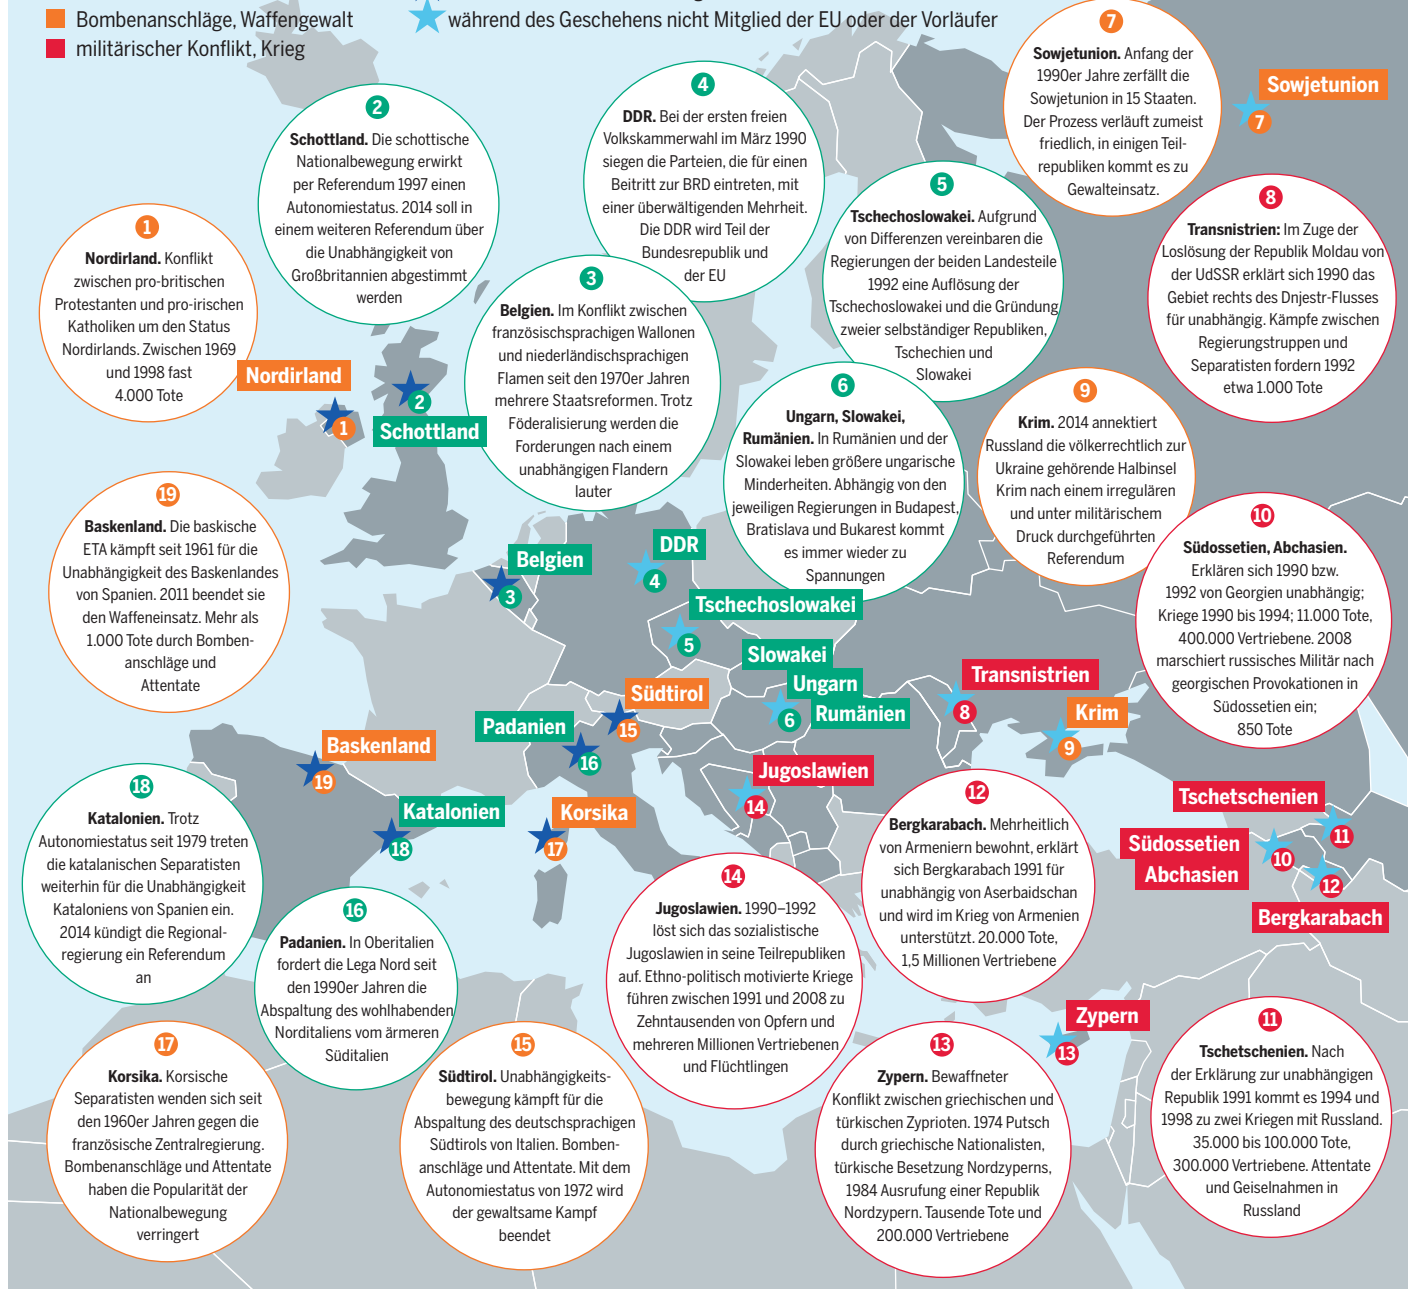 Bombenanschläge, Waffengewalt
während des Geschehens nicht Mitglied der EU oder der Vorläufer
militärischer Konflikt, Krieg
1
Nordirland. Konflikt
zwischen pro-britischen
Protestanten und pro-irischen
Katholiken um den Status
Nordirlands. Zwischen 1969
und 1998 fast
4.000 Tote
2
Schottland. Die schottische
Nationalbewegung erwirkt
per Referendum 1997 einen
Autonomiestatus. 2014 soll in
einem weiteren Referendum über
die Unabhängigkeit von
Großbritannien abgestimmt
werden
3
Belgien. Im Konflikt zwischen
französischsprachigen Wallonen
und niederländischsprachigen
Flamen seit den 1970er Jahren
mehrere Staatsreformen. Trotz
Föderalisierung werden die
Forderungen nach einem
unabhängigen Flandern
lauter
4
DDR. Bei der ersten freien
Volkskammerwahl im März 1990
siegen die Parteien, die für einen
Beitritt zur BRD eintreten, mit
einer überwältigenden Mehrheit.
Die DDR wird Teil der
Bundesrepublik und
der EU
5
Tschechoslowakei. Aufgrund
von Differenzen vereinbaren die
Regierungen der beiden Landesteile
1992 eine Auflösung der
Tschechoslowakei und die Gründung
zweier selbständiger Republiken,
Tschechien und
Slowakei
6
Ungarn, Slowakei,
Rumänien. In Rumänien und der
Slowakei leben größere ungarische
Minderheiten. Abhängig von den
jeweiligen Regierungen in Budapest,
Bratislava und Bukarest kommt
es immer wieder zu
Spannungen
7
Sowjetunion. Anfang der
1990er Jahre zerfällt die
Sowjetunion in 15 Staaten.
Der Prozess verläuft zumeist
friedlich, in einigen Teil-
republiken kommt es zu
Gewalteinsatz.
Sowjetunion
7
8
Transnistrien: Im Zuge der
Loslösung der Republik Moldau von
der UdSSR erklärt sich 1990 das
Gebiet rechts des Dnjestr-Flusses
für unabhängig. Kämpfe zwischen
Regierungstruppen und
Separatisten fordern 1992
etwa 1.000 Tote
9
Krim. 2014 annektiert
Russland die völkerrechtlich zur
Ukraine gehörende Halbinsel
Krim nach einem irregulären
und unter militärischem
Druck durchgeführten
Referendum
10
Südossetien, Abchasien.
Erklären sich 1990 bzw.
1992 von Georgien unabhängig;
Kriege 1990 bis 1994; 11.000 Tote,
400.000 Vertriebene. 2008
marschiert russisches Militär nach
georgischen Provokationen in
Südossetien ein;
850 Tote
Nordirland
1
2
Schottland
19
Baskenland. Die baskische
ETA kämpft seit 1961 für die
Unabhängigkeit des Baskenlandes
von Spanien. 2011 beendet sie
den Waffeneinsatz. Mehr als
1.000 Tote durch Bomben-
anschläge und
Attentate
Belgien
3
DDR
4
Tschechoslowakei
5
Slowakei
Ungarn
Rumänien
6
Transnistrien
8
Krim
9
Südtirol
15
Padanien
16
Baskenland
19
Jugoslawien
14
Katalonien
18
Korsika
17
Tschetschenien
11
Südossetien
Abchasien
10
12
Bergkarabach
18
Katalonien. Trotz
Autonomiestatus seit 1979 treten
die katalanischen Separatisten
weiterhin für die Unabhängigkeit
Kataloniens von Spanien ein.
2014 kündigt die Regional-
regierung ein Referendum
an
16
Padanien. In Oberitalien
fordert die Lega Nord seit
den 1990er Jahren die
Abspaltung des wohlhabenden
Norditaliens vom ärmeren
Süditalien
14
Jugoslawien. 1990–1992
löst sich das sozialistische
Jugoslawien in seine Teilrepubliken
auf. Ethno-politisch motivierte Kriege
führen zwischen 1991 und 2008 zu
Zehntausenden von Opfern und
mehreren Millionen Vertriebenen
und Flüchtlingen
12
Bergkarabach. Mehrheitlich
von Armeniern bewohnt, erklärt
sich Bergkarabach 1991 für
unabhängig von Aserbaidschan
und wird im Krieg von Armenien
unterstützt. 20.000 Tote,
1,5 Millionen Vertriebene
Zypern
13
17
Korsika. Korsische
Separatisten wenden sich seit
den 1960er Jahren gegen die
französische Zentralregierung.
Bombenanschläge und Attentate
haben die Popularität der
Nationalbewegung
verringert
15
Südtirol. Unabhängigkeits-
bewegung kämpft für die
Abspaltung des deutschsprachigen
Südtirols von Italien. Bomben-
anschläge und Attentate. Mit dem
Autonomiestatus von 1972 wird
der gewaltsame Kampf
beendet
13
Zypern. Bewaffneter
Konflikt zwischen griechischen und
türkischen Zyprioten. 1974 Putsch
durch griechische Nationalisten,
türkische Besetzung Nordzyperns,
1984 Ausrufung einer Republik
Nordzypern. Tausende Tote und
200.000 Vertriebene
11
Tschetschenien. Nach
der Erklärung zur unabhängigen
Republik 1991 kommt es 1994 und
1998 zu zwei Kriegen mit Russland.
35.000 bis 100.000 Tote,
300.000 Vertriebene. Attentate
und Geiselnahmen in
Russland